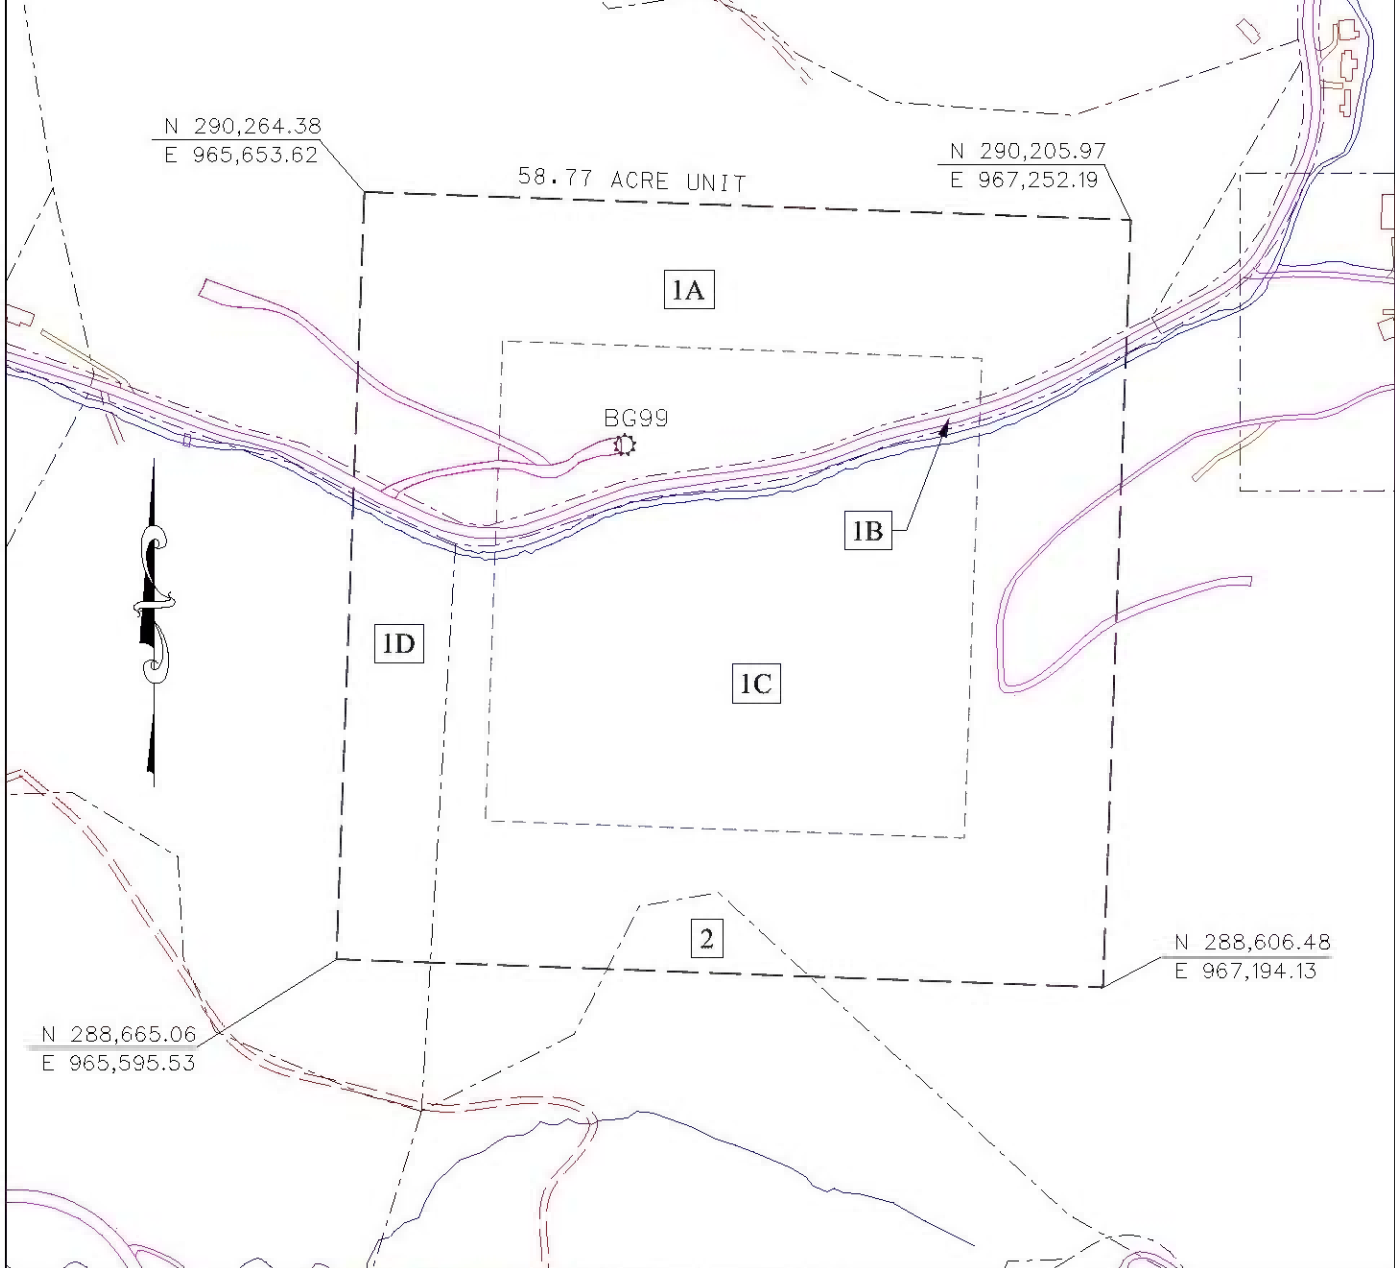 N 290,264.38
E 965,653.62
58.77 ACRE UNIT
N 290,205.97
E 967,252.19
1A
BG99
1B
1D
1C
2
N 288,606.48
E 967,194.13
N 288,665.06
E 965,595.53